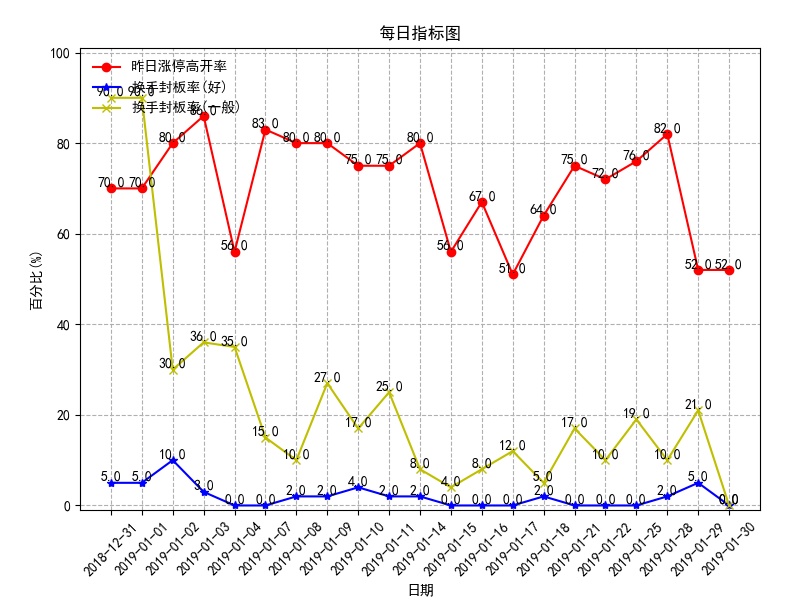 每日指标图
昨日涨停高开率
换手封板率(好)
换手封板率(一般)
百分比(%)
100
80
60
40
20
0
90.0 90.0 30.0 36.0 35.0 15.0 10.0 27.0 17.0 25.0 8.0 4.0 8.0 12.0 5.0 17.0 10.0 19.0 10.0 21.0 0.0
70.0 70.0 80.0 86.0 56.0 83.0 80.0 80.0 75.0 75.0 80.0 56.0 67.0 51.0 64.0 75.0 72.0 76.0 82.0 52.0 52.0
5.0 5.0 10.0 3.0 0.0 0.0 2.0 2.0 4.0 2.0 2.0 0.0 0.0 0.0 2.0 0.0 0.0 0.0 2.0 5.0 0.0
2018-12-31 2019-01-01 2019-01-02 2019-01-03 2019-01-04 2019-01-07 2019-01-08 2019-01-09 2019-01-10 2019-01-11 2019-01-14 2019-01-15 2019-01-16 2019-01-17 2019-01-18 2019-01-21 2019-01-22 2019-01-25 2019-01-28 2019-01-29 2019-01-30
日期